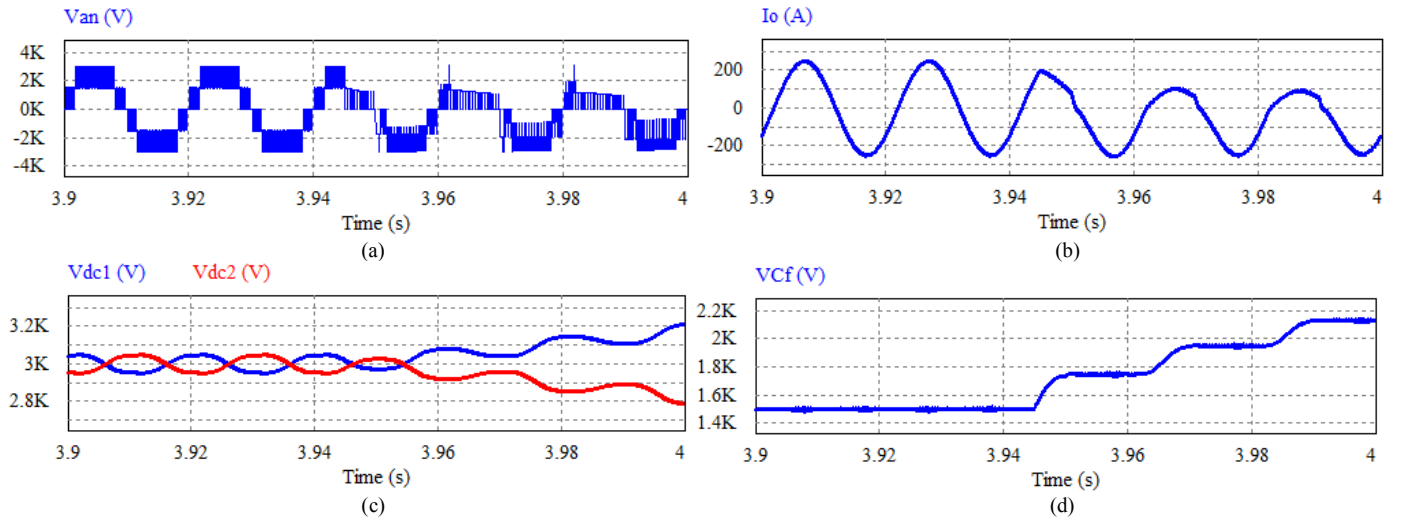 Van (V)
4K
2K
0K
-2K
-4K
3.9 3.92 3.94 3.96 3.98 4
Time (s)
(a)
Io (A)
200
0
-200
3.9 3.92 3.94 3.96 3.98 4
Time (s)
(b)
Vdc1 (V) Vdc2 (V)
3.2K
3K
2.8K
3.9 3.92 3.94 3.96 3.98 4
Time (s)
(c)
VCf (V)
2.2K
2K
1.8K
1.6K
1.4K
3.9 3.92 3.94 3.96 3.98 4
Time (s)
(d)